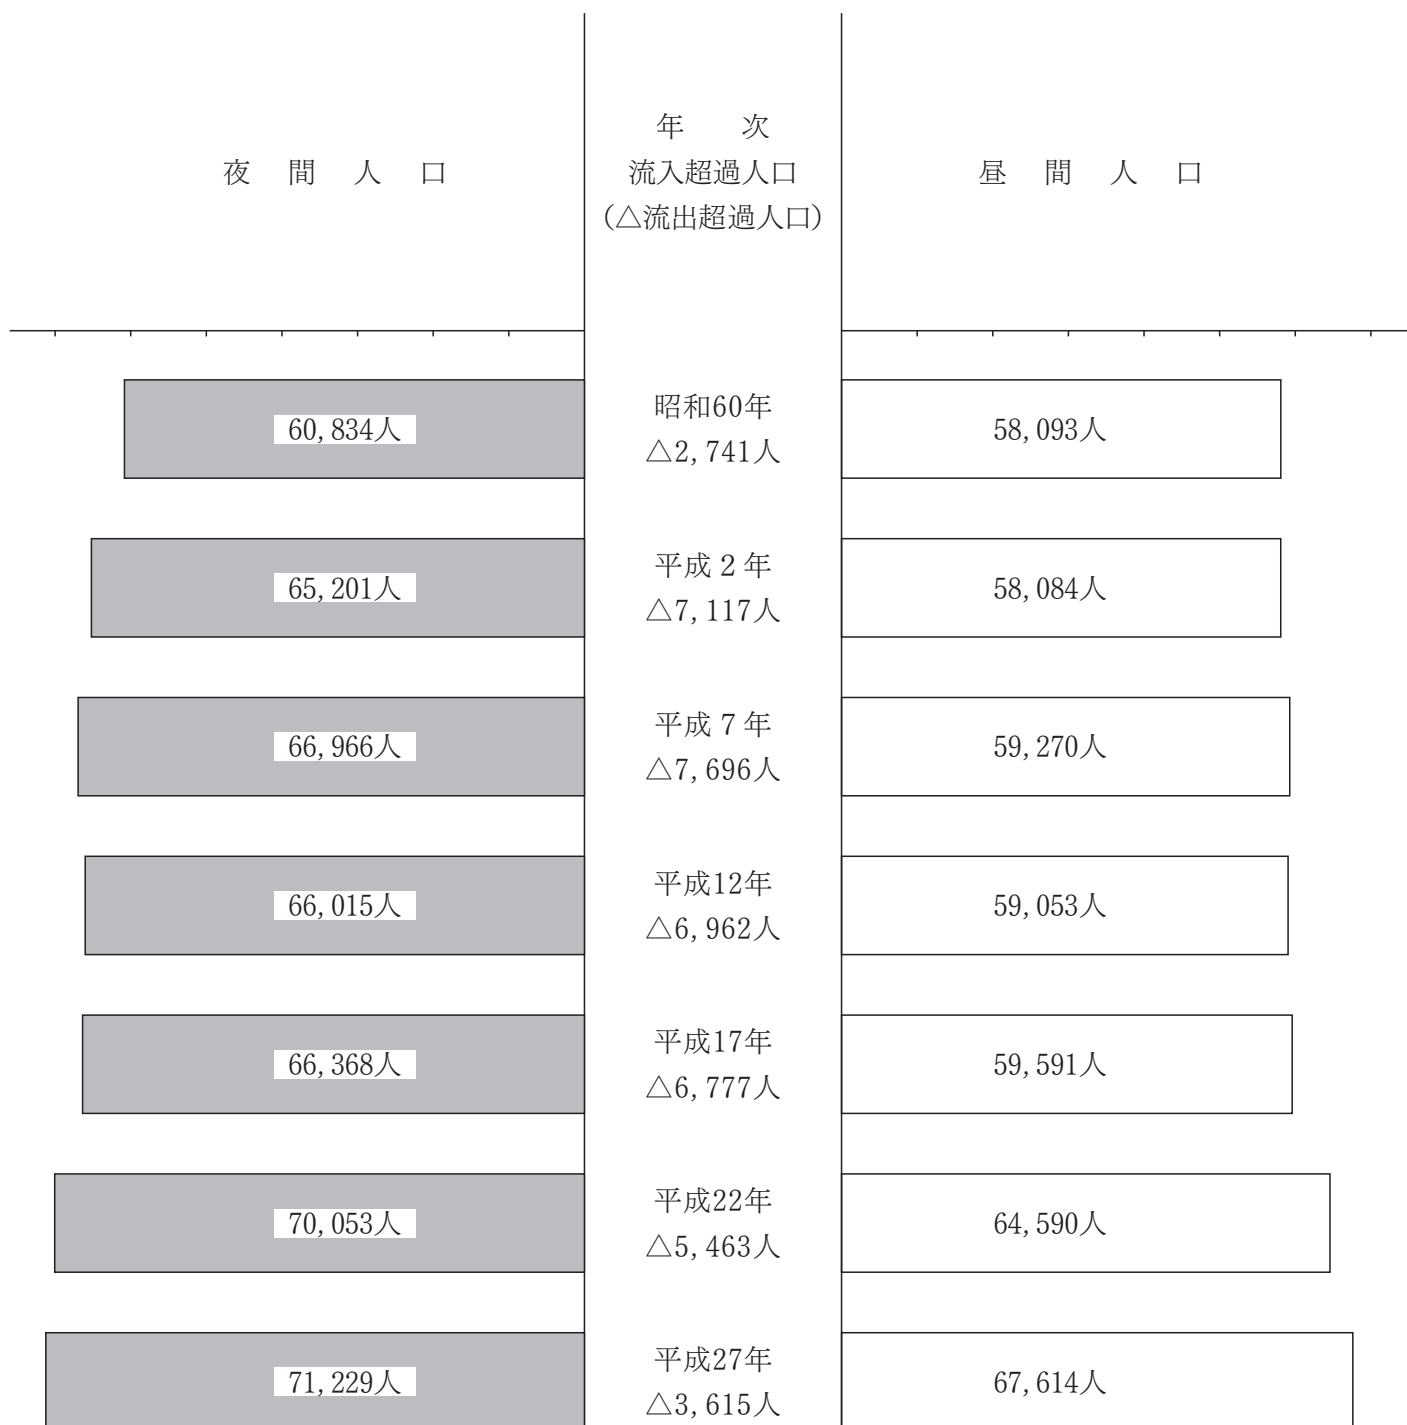 夜間人口
年次
流入超過人口
(△流出超過人口)
昼間人口
60,834人
昭和60年
△2,741人
58,093人
65,201人
平成2年
△7,117人
58,084人
66,966人
平成7年
△7,696人
59,270人
66,015人
平成12年
△6,962人
59,053人
66,368人
平成17年
△6,777人
59,591人
70,053人
平成22年
△5,463人
64,590人
71,229人
平成27年
△3,615人
67,614人